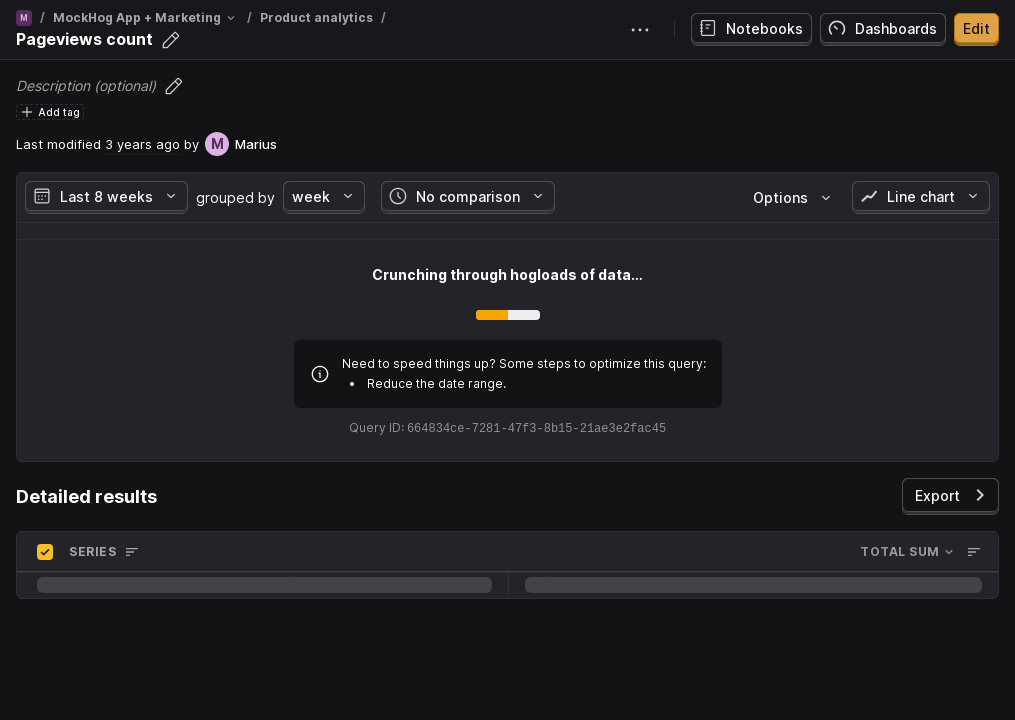 M / MockHog App + Marketing / Product analytics /
Pageviews count
Notebooks
Dashboards
Edit
Description (optional)
Add tag
Last modified 3 years ago by M Marius
Last 8 weeks grouped by week No comparison Options Line chart
Crunching through hogloads of data...
Need to speed things up? Some steps to optimize this query:
• Reduce the date range.
Query ID: 664834ce-7281-47f3-8b15-21ae3e2fac45
Detailed results
Export
SERIES TOTAL SUM